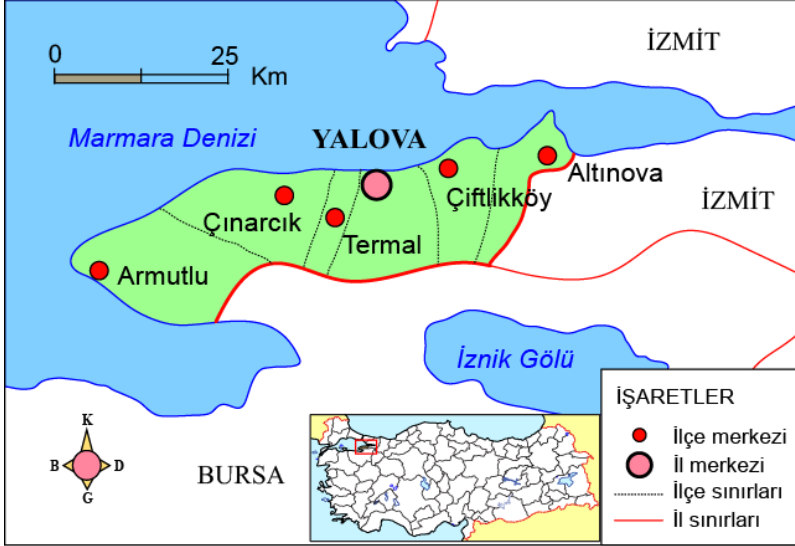 İZMİT
0 25
Km
Marmara Denizi
YALOVA
Altınova
Çiftlikköy
Çınarcık
İZMİT
Termal
Armutlu
İznik Gölü
İŞARETLER
İlçe merkezi
İl merkezi
İlçe sınırları
İl sınırları
K
B D
G
BURSA